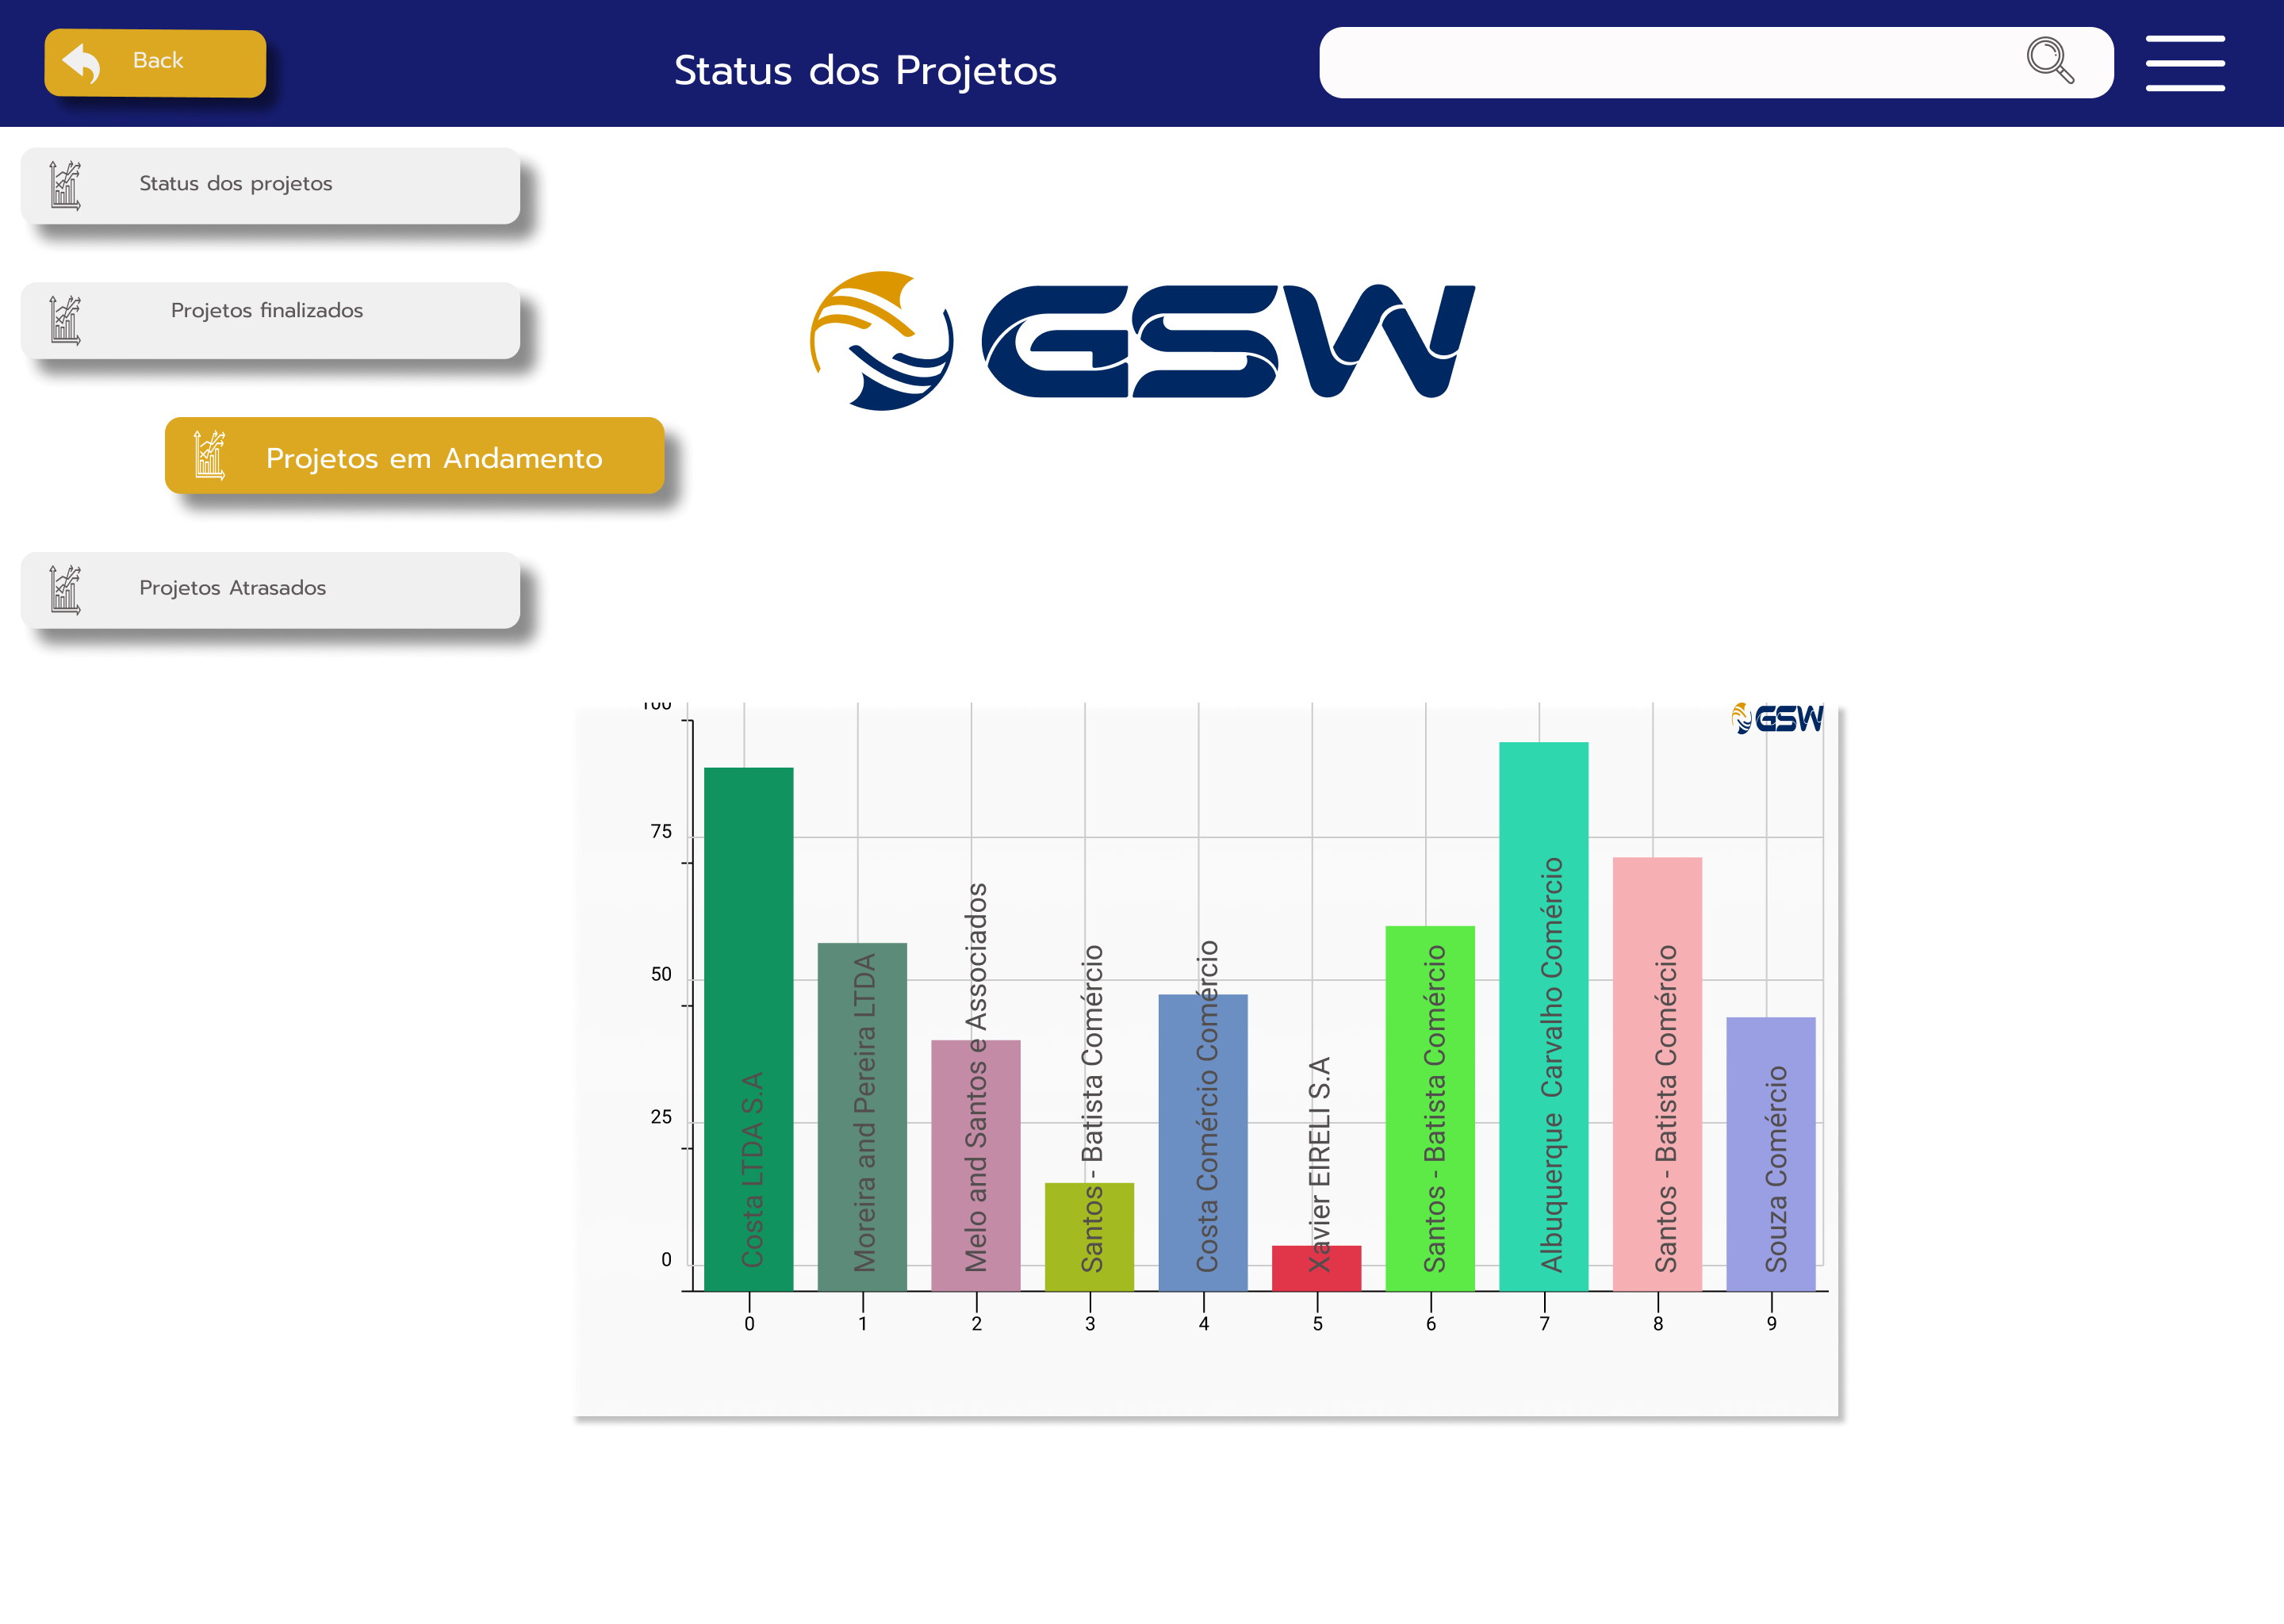 Back
Status dos Projetos
Status dos projetos
Projetos finalizados
GSW
Projetos em Andamento
Projetos Atrasados
100
GSW
75
50
25
0
Costa LTDA S.A
Moreira and Pereira LTDA
Melo and Santos e Associados
Santos - Batista Comércio
Costa Comércio Comércio
Xavier EIRELI S.A
Santos - Batista Comércio
Albuquerque Carvalho Comércio
Santos - Batista Comércio
Souza Comércio
0 1 2 3 4 5 6 7 8 9